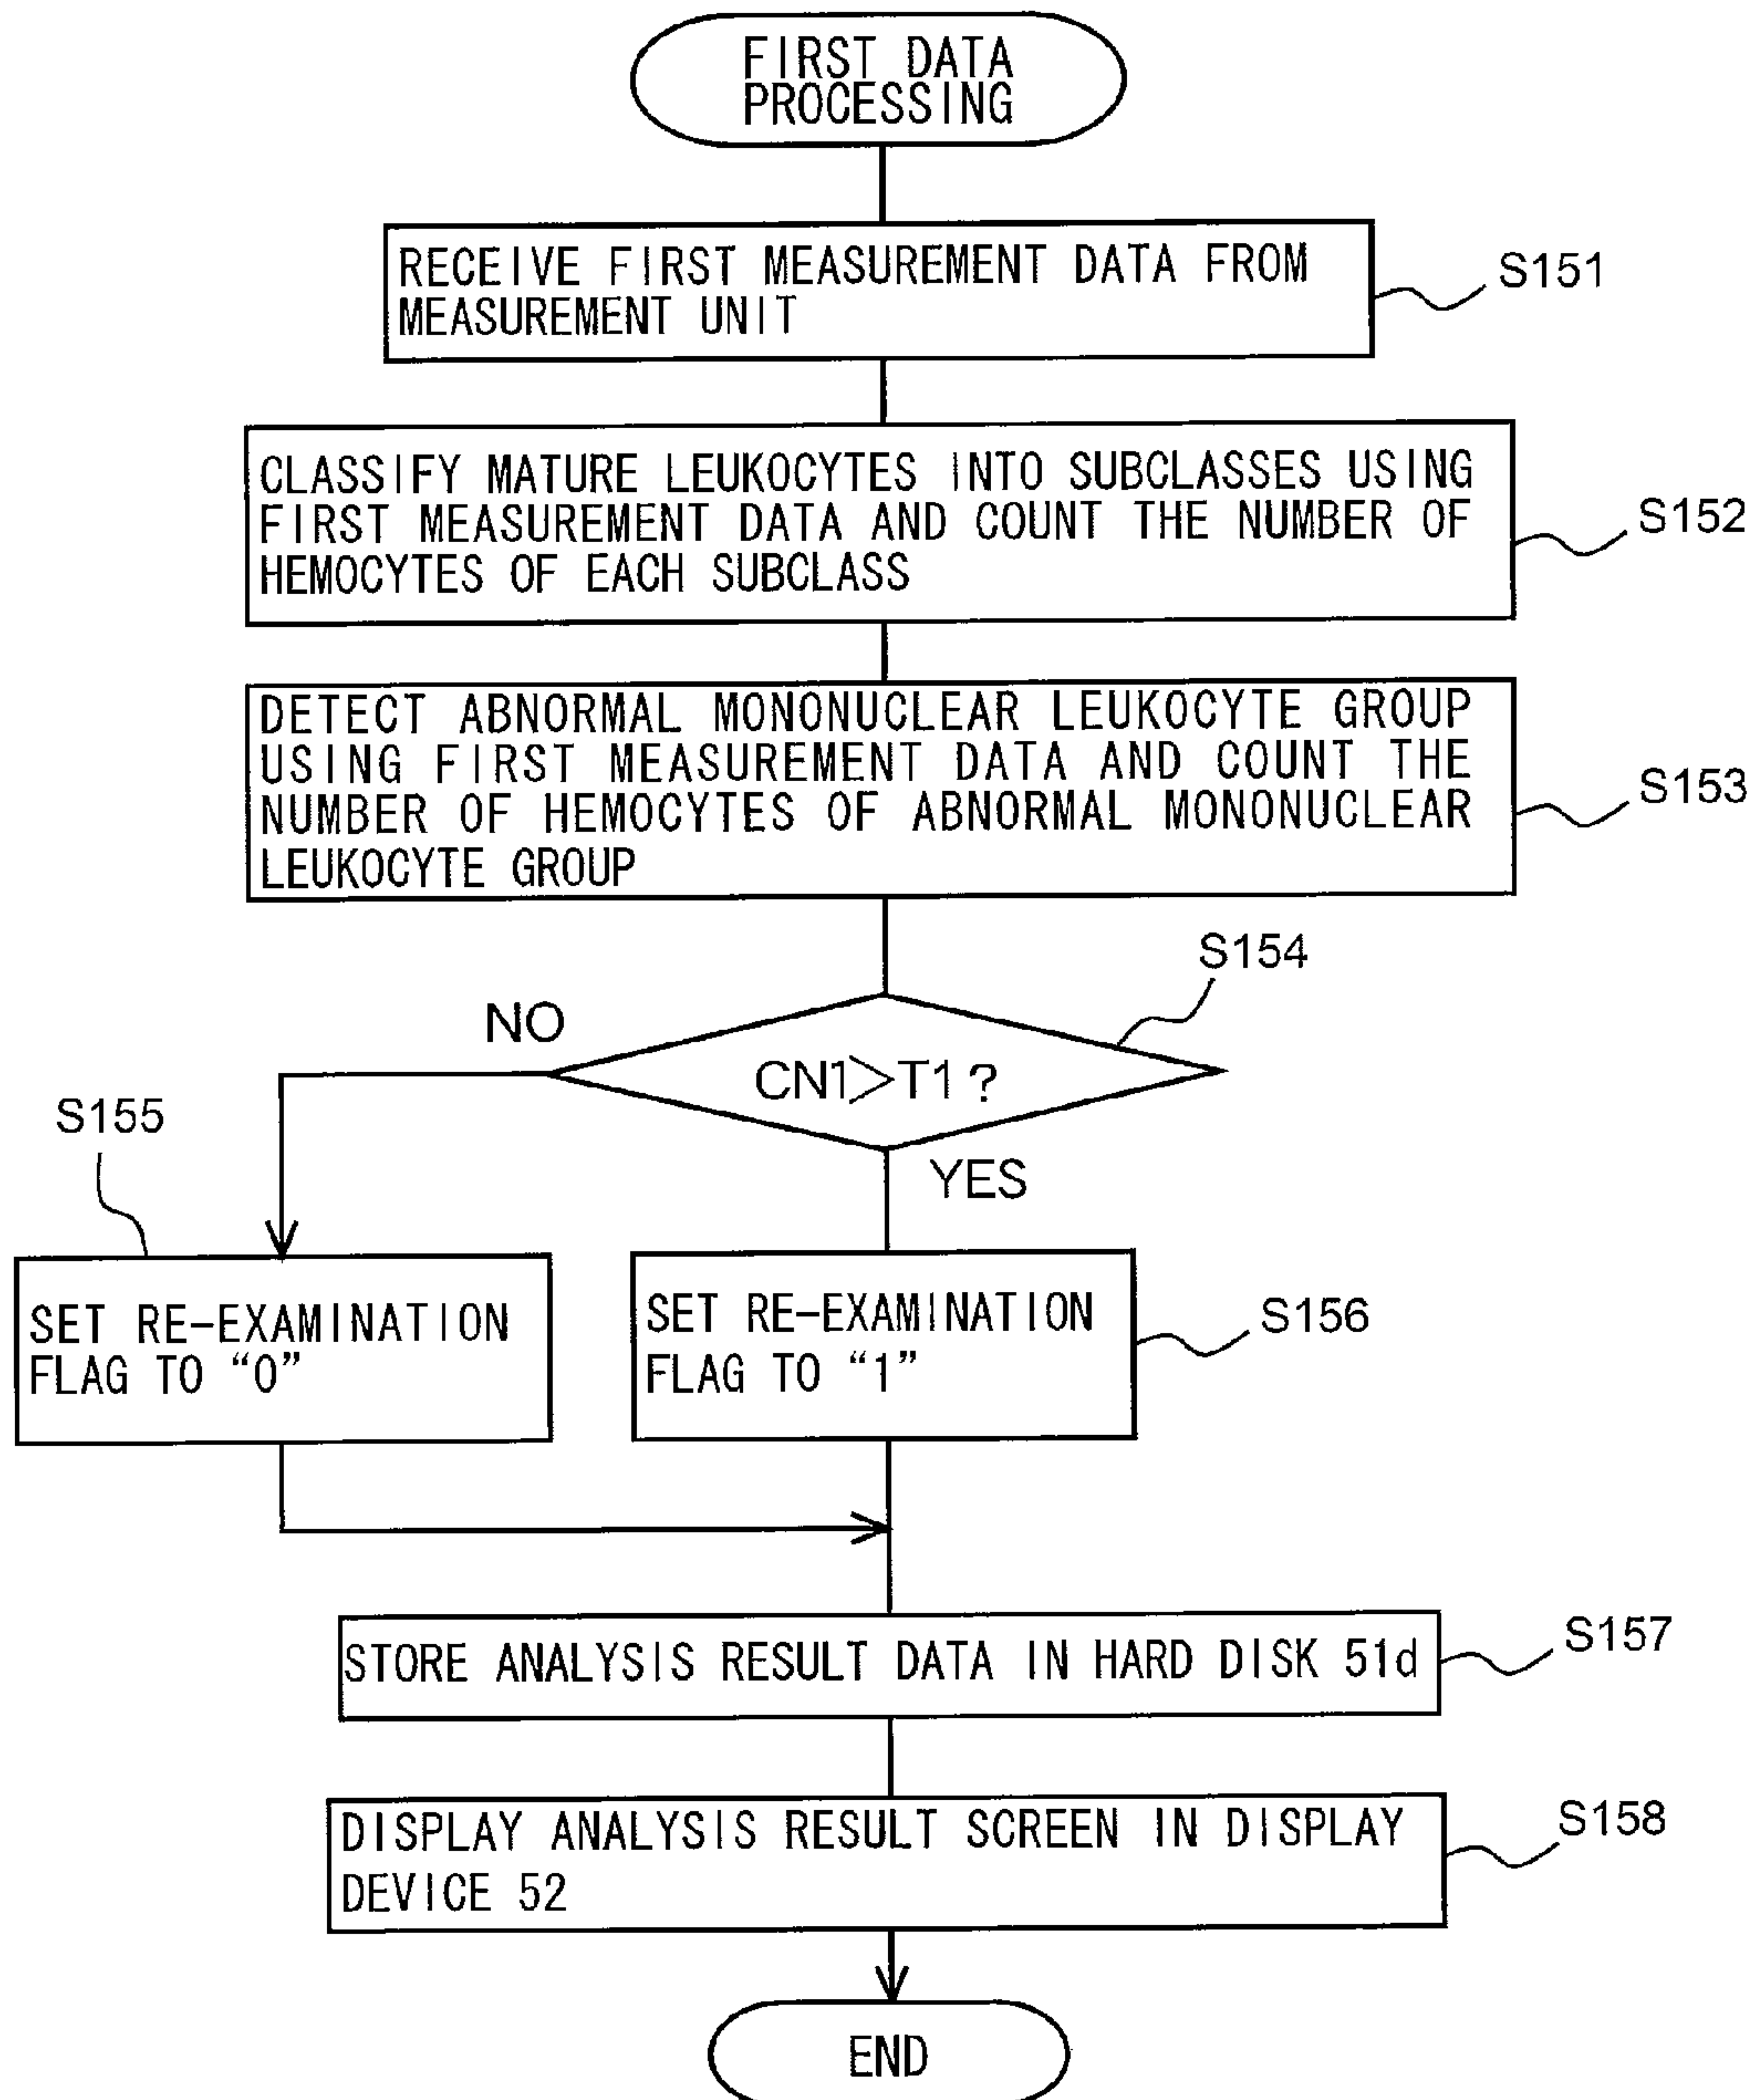 FIRST DATA
PROCESSING
RECEIVE FIRST MEASUREMENT DATA FROM
MEASUREMENT UNIT
S151
CLASSIFY MATURE LEUKOCYTES INTO SUBCLASSES USING
FIRST MEASUREMENT DATA AND COUNT THE NUMBER OF
HEMOCYTES OF EACH SUBCLASS
S152
DETECT ABNORMAL MONONUCLEAR LEUKOCYTE GROUP
USING FIRST MEASUREMENT DATA AND COUNT THE
NUMBER OF HEMOCYTES OF ABNORMAL MONONUCLEAR
LEUKOCYTE GROUP
S153
S154
NO
CN1>T1?
YES
S155
SET RE-EXAMINATION
FLAG TO “0”
SET RE-EXAMINATION
FLAG TO “1”
S156
STORE ANALYSIS RESULT DATA IN HARD DISK 51d
S157
DISPLAY ANALYSIS RESULT SCREEN IN DISPLAY
DEVICE 52
S158
END